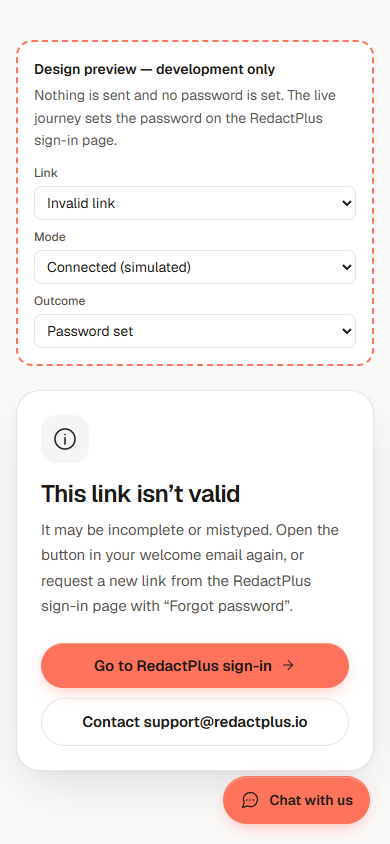 Design preview — development only
Nothing is sent and no password is set. The live
journey sets the password on the RedactPlus
sign-in page.
Link
Invalid link
Mode
Connected (simulated)
Outcome
Password set
This link isn’t valid
It may be incomplete or mistyped. Open the
button in your welcome email again, or
request a new link from the RedactPlus
sign-in page with “Forgot password”.
Go to RedactPlus sign-in →
Contact support@redactplus.io
Chat with us